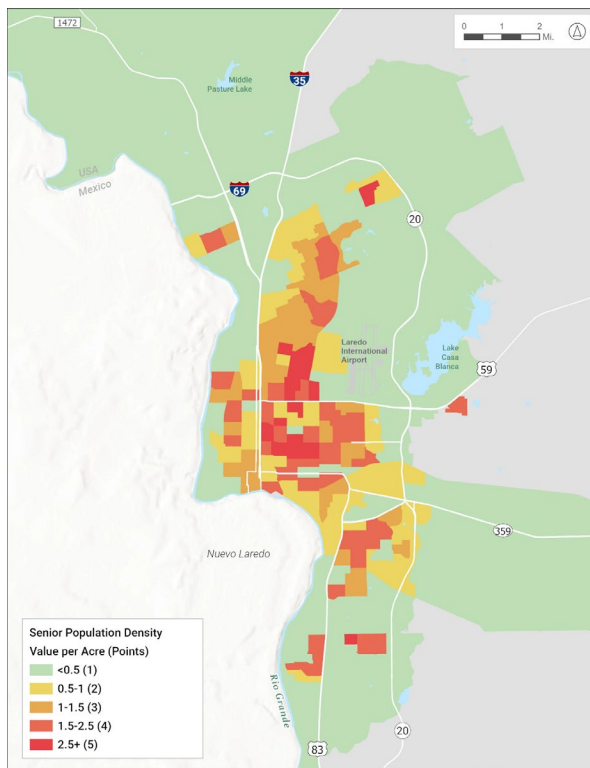 1472
0 1 2
Mi.
Middle
Pasture Lake
35
USA
Mexico
69
20
Laredo
International
Airport
Lake
Casa
Blanca
59
359
Nuevo Laredo
Rio Grande
20
83
Senior Population Density
Value per Acre (Points)
<0.5 (1)
0.5-1 (2)
1-1.5 (3)
1.5-2.5 (4)
2.5+ (5)